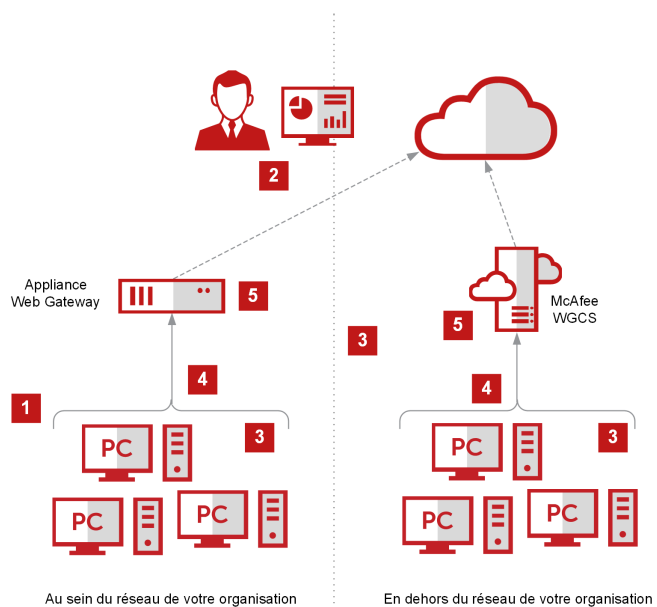 2
Appliance
Web Gateway
5
McAfee
WGCS
5
3
4
4
1
3
3
PC
PC
PC
PC
PC
PC
Au sein du réseau de votre organisation
En dehors du réseau de votre organisation